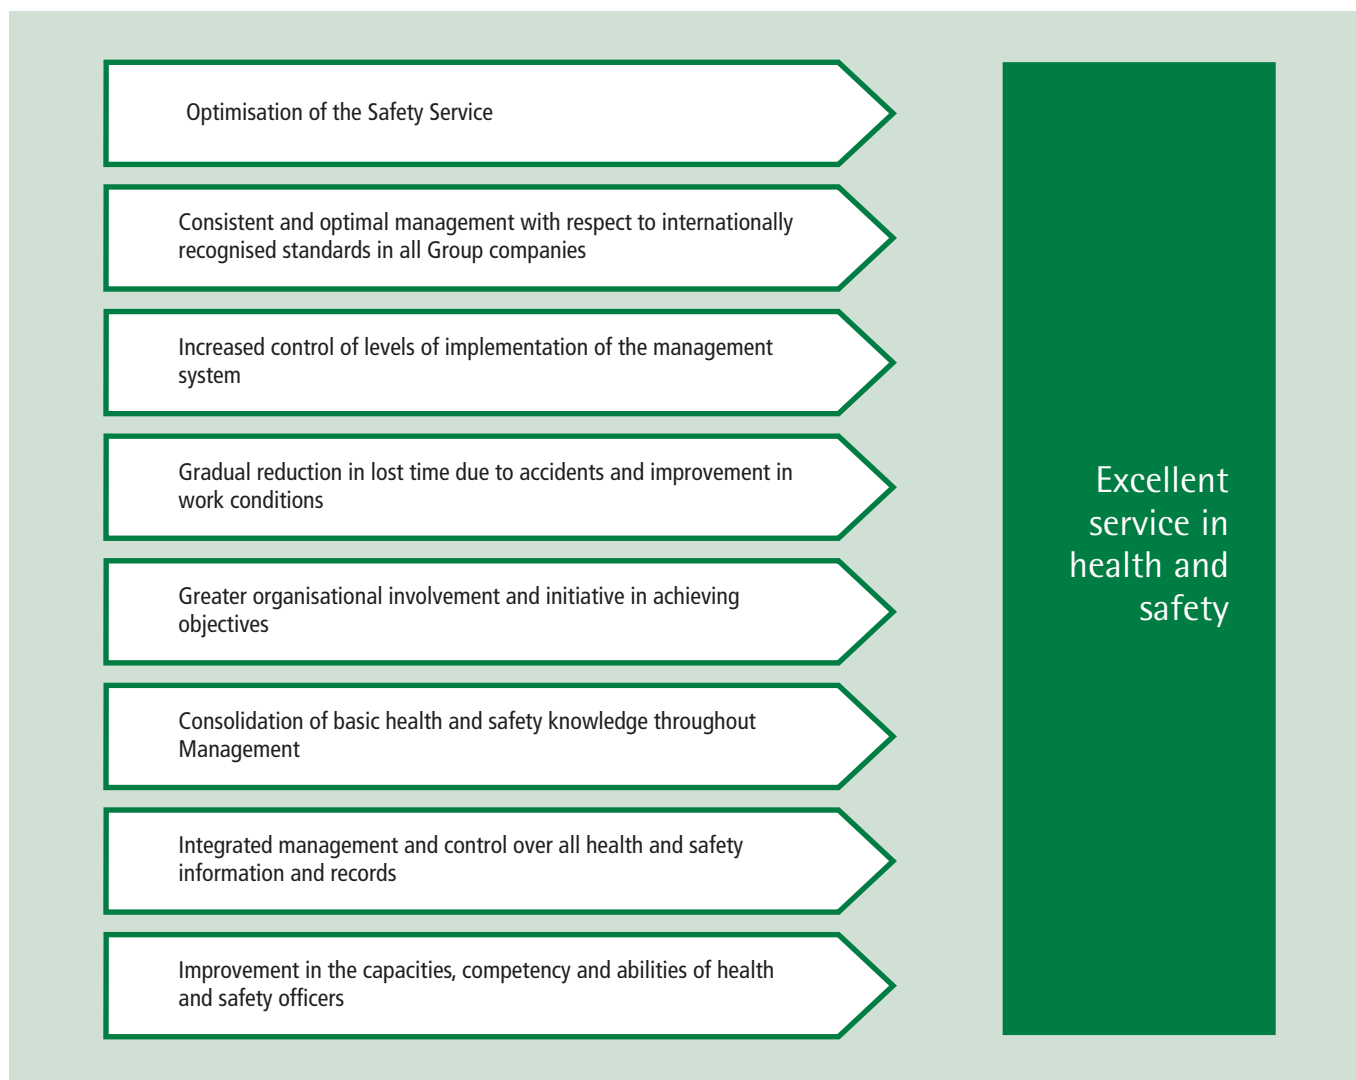 Optimisation of the Safety Service
Consistent and optimal management with respect to internationally
recognised standards in all Group companies
Increased control of levels of implementation of the management
system
Gradual reduction in lost time due to accidents and improvement in
work conditions
Greater organisational involvement and initiative in achieving
objectives
Consolidation of basic health and safety knowledge throughout
Management
Integrated management and control over all health and safety
information and records
Improvement in the capacities, competency and abilities of health
and safety officers
Excellent
service in
health and
safety